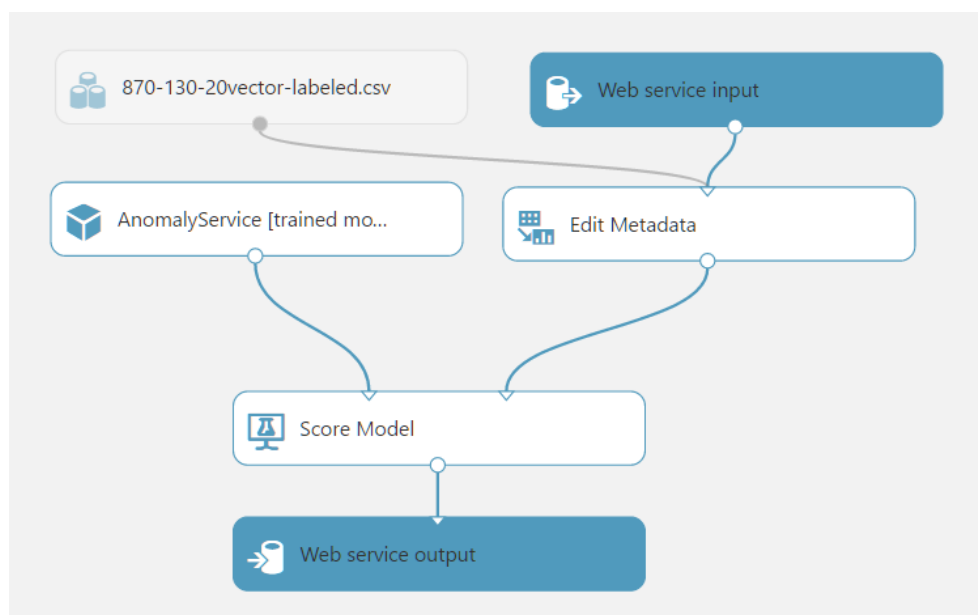 870-130-20vector-labeled.csv
Web service input
AnomalyService [trained mo...
Edit Metadata
Score Model
Web service output